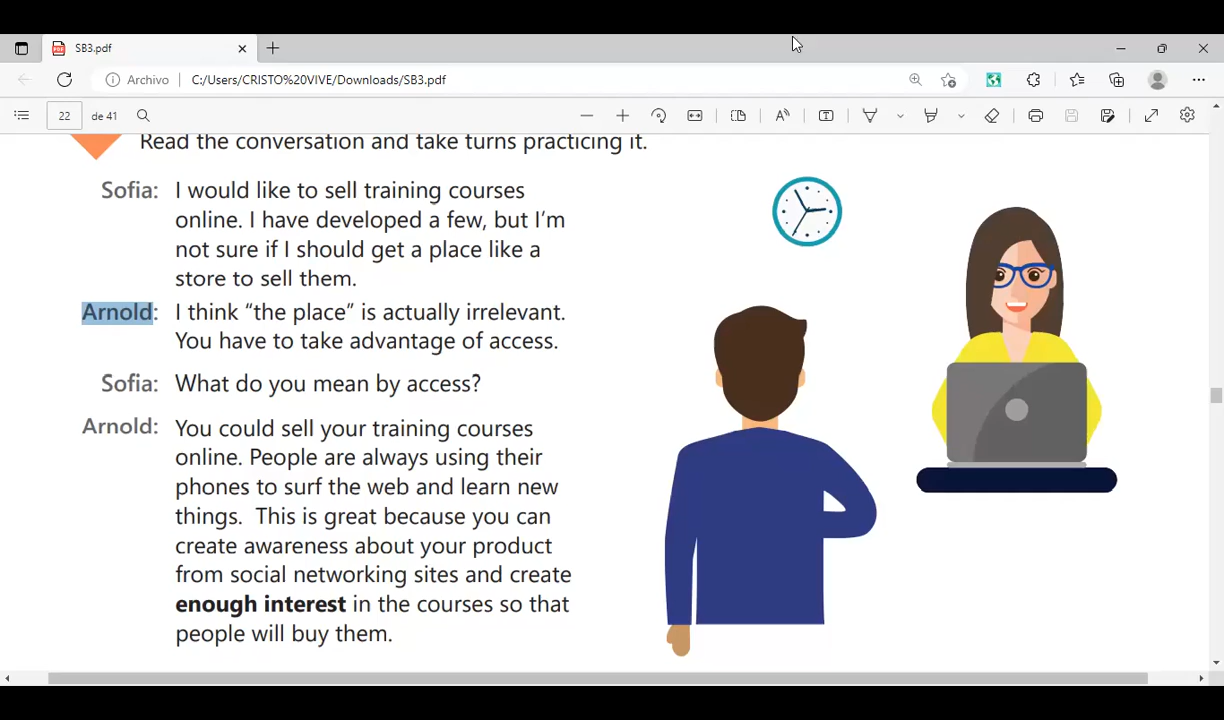 SB3.pdf
Archivo
C:/Users/CRISTO%20VIVE/Downloads/SB3.pdf
22
de 41
Read the conversation and take turns practicing it.
Sofia: I would like to sell training courses
online. I have developed a few, but I'm
not sure if I should get a place like a
store to sell them.
Arnold: I think “the place” is actually irrelevant.
You have to take advantage of access.
Sofia: What do you mean by access?
Arnold: You could sell your training courses
online. People are always using their
phones to surf the web and learn new
things. This is great because you can
create awareness about your product
from social networking sites and create
enough interest in the courses so that
people will buy them.